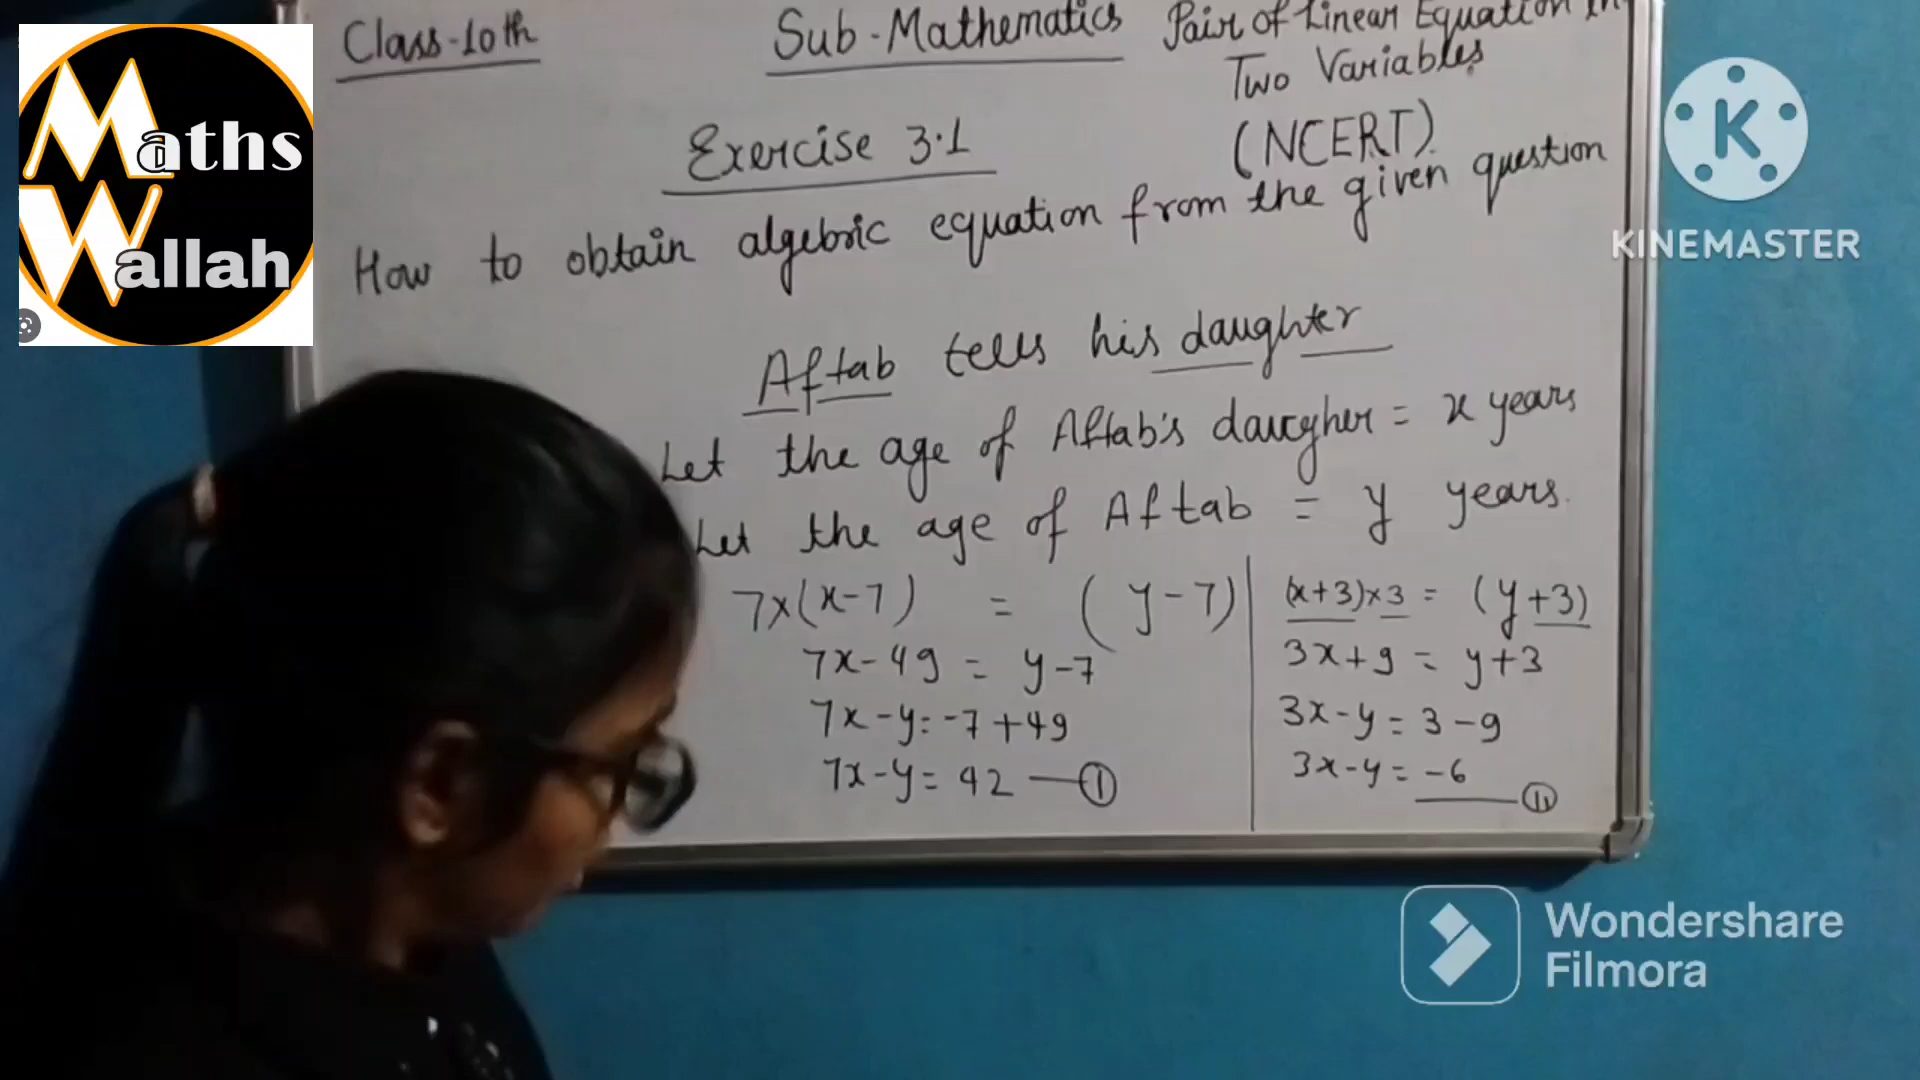 Maths
Wallah
Class-10th
Sub-Mathematics
Pair of Linear Equation in
Two Variables
(NCERT).
Exercise 3.1
How to obtain algebric equation from the given question
Aftab tells his daughter
Let the age of Aftab's daugher = x years
Let the age of Aftab = y years.
7x(x-7) = (y-7)
7x-49 = y-7
7x-y=-7+49
7x-y= 42 — ①
(x+3)×3 = (y+3)
3x+9 = y+3
3x-y = 3-9
3x-y = -6
— ⑪
K
KINEMASTER
Wondershare
Filmora